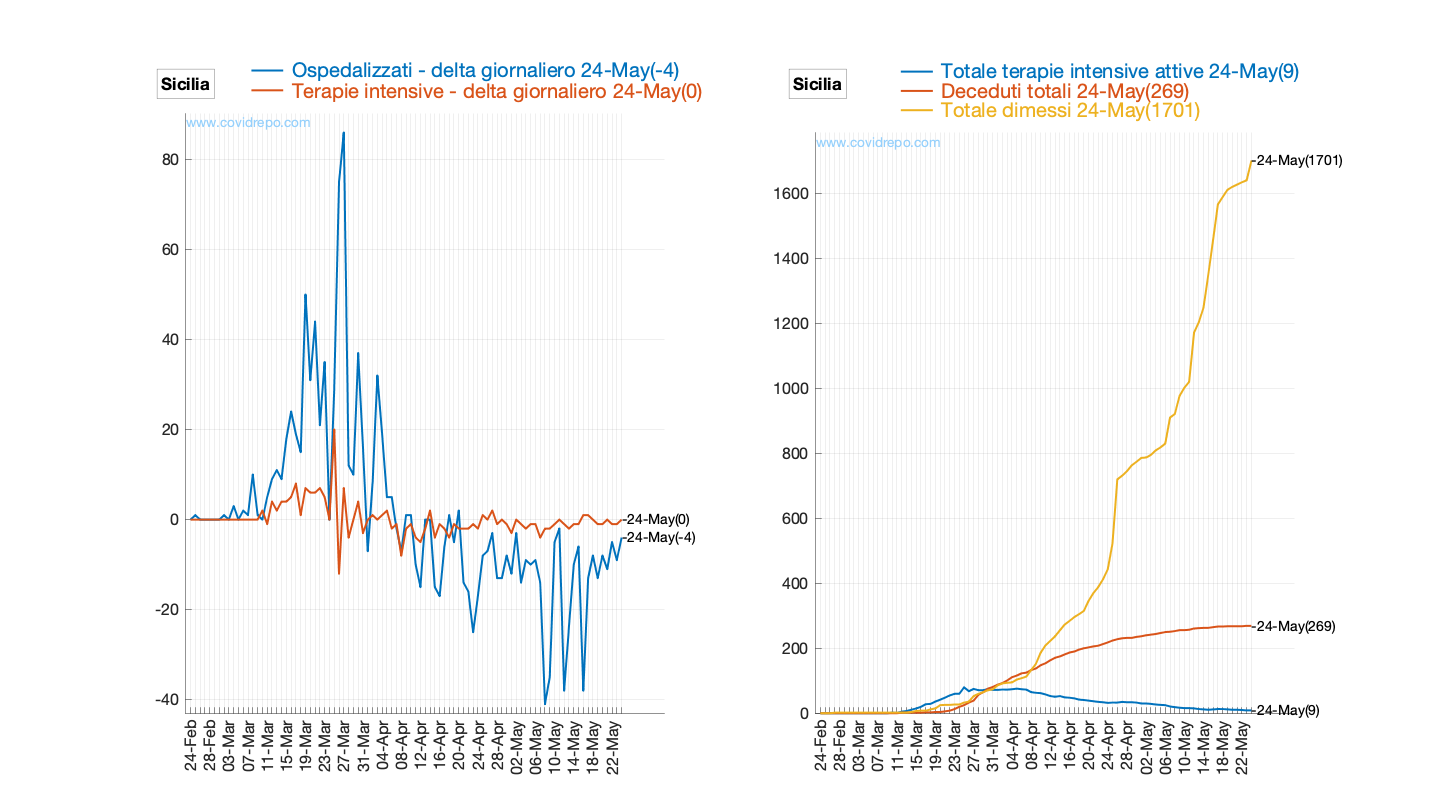 Sicilia
Ospedalizzati - delta giornaliero 24-May(-4)
Terapie intensive - delta giornaliero 24-May(0)
www.covidrepo.com
80
60
40
20
0
-20
-40
24-May(0)
24-May(-4)
24-Feb
28-Feb
03-Mar
07-Mar
11-Mar
15-Mar
19-Mar
23-Mar
27-Mar
31-Mar
04-Apr
08-Apr
12-Apr
16-Apr
20-Apr
24-Apr
28-Apr
02-May
06-May
10-May
14-May
18-May
22-May
Sicilia
Totale terapie intensive attive 24-May(9)
Deceduti totali 24-May(269)
Totale dimessi 24-May(1701)
www.covidrepo.com
1600
1400
1200
1000
800
600
400
200
0
24-May(1701)
24-May(269)
24-May(9)
24-Feb
28-Feb
03-Mar
07-Mar
11-Mar
15-Mar
19-Mar
23-Mar
27-Mar
31-Mar
04-Apr
08-Apr
12-Apr
16-Apr
20-Apr
24-Apr
28-Apr
02-May
06-May
10-May
14-May
18-May
22-May